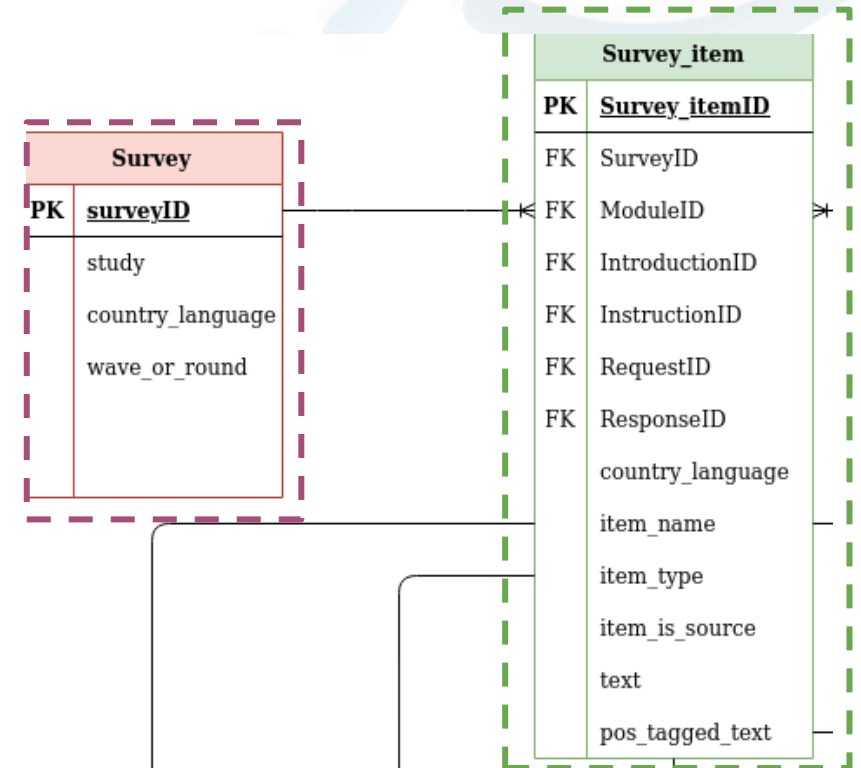 Survey
PK surveyID
study
country_language
wave_or_round
Survey_item
PK Survey_itemID
FK SurveyID
FK ModuleID
FK IntroductionID
FK InstructionID
FK RequestID
FK ResponseID
country_language
item_name
item_type
item_is_source
text
pos_tagged_text